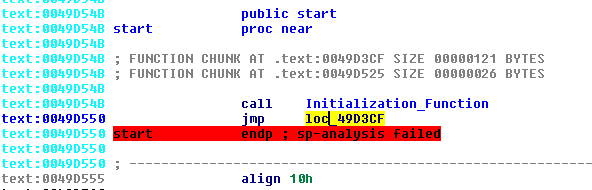 text:0049D54B public start
text:0049D54B start proc near
text:0049D54B
text:0049D54B ; FUNCTION CHUNK AT .text:0049D3CF SIZE 00000121 BYTES
text:0049D54B ; FUNCTION CHUNK AT .text:0049D525 SIZE 00000026 BYTES
text:0049D54B
text:0049D54B call Initialization_Function
text:0049D550 jmp loc_49D3CF
text:0049D550 start endp ; sp-analysis failed
text:0049D550
text:0049D550 ; ---------------------------------------------------------------------------
text:0049D555 align 10h